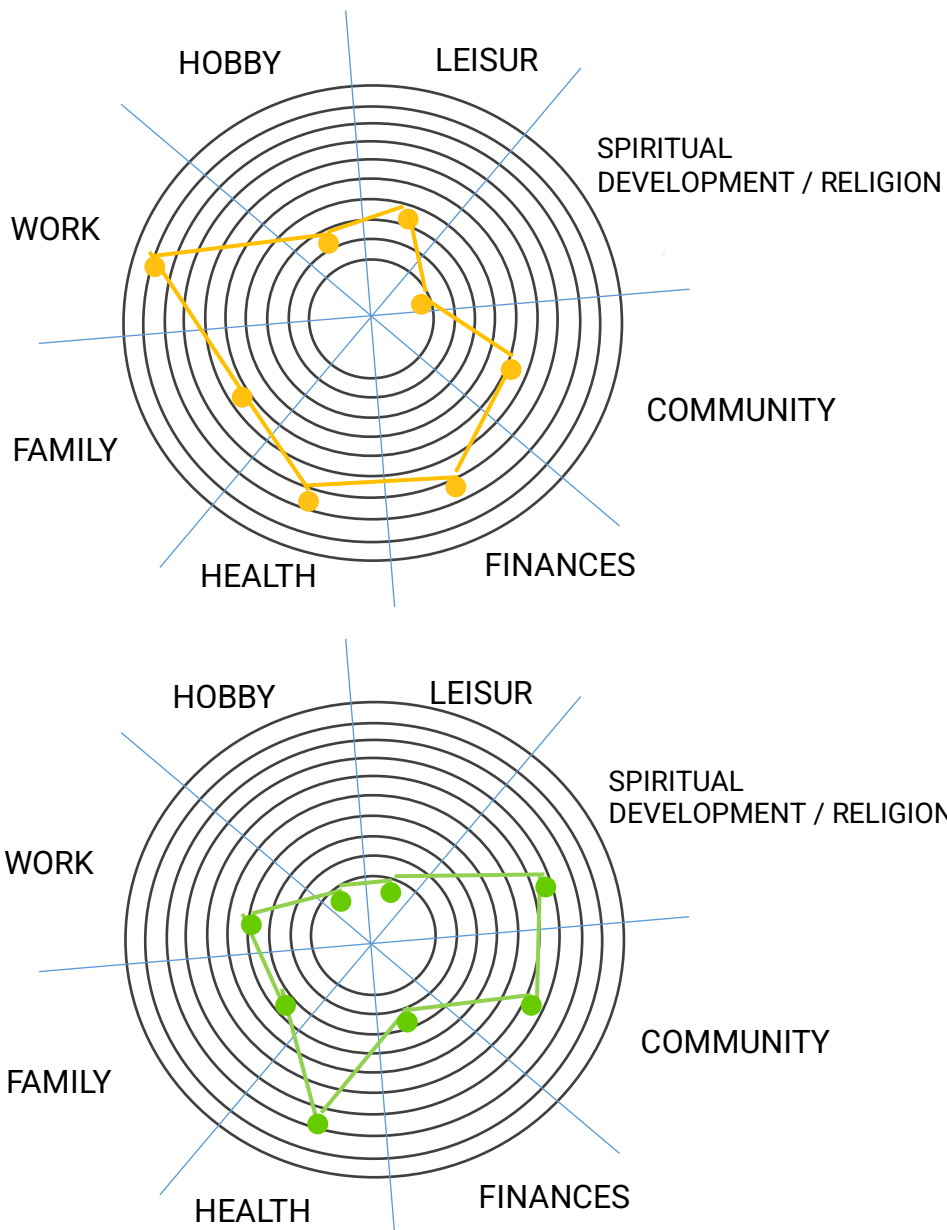 HOBBY
LEISUR
SPIRITUAL
DEVELOPMENT / RELIGION
WORK
COMMUNITY
FAMILY
FINANCES
HEALTH
HOBBY
LEISUR
SPIRITUAL
DEVELOPMENT / RELIGION
WORK
COMMUNITY
FAMILY
FINANCES
HEALTH